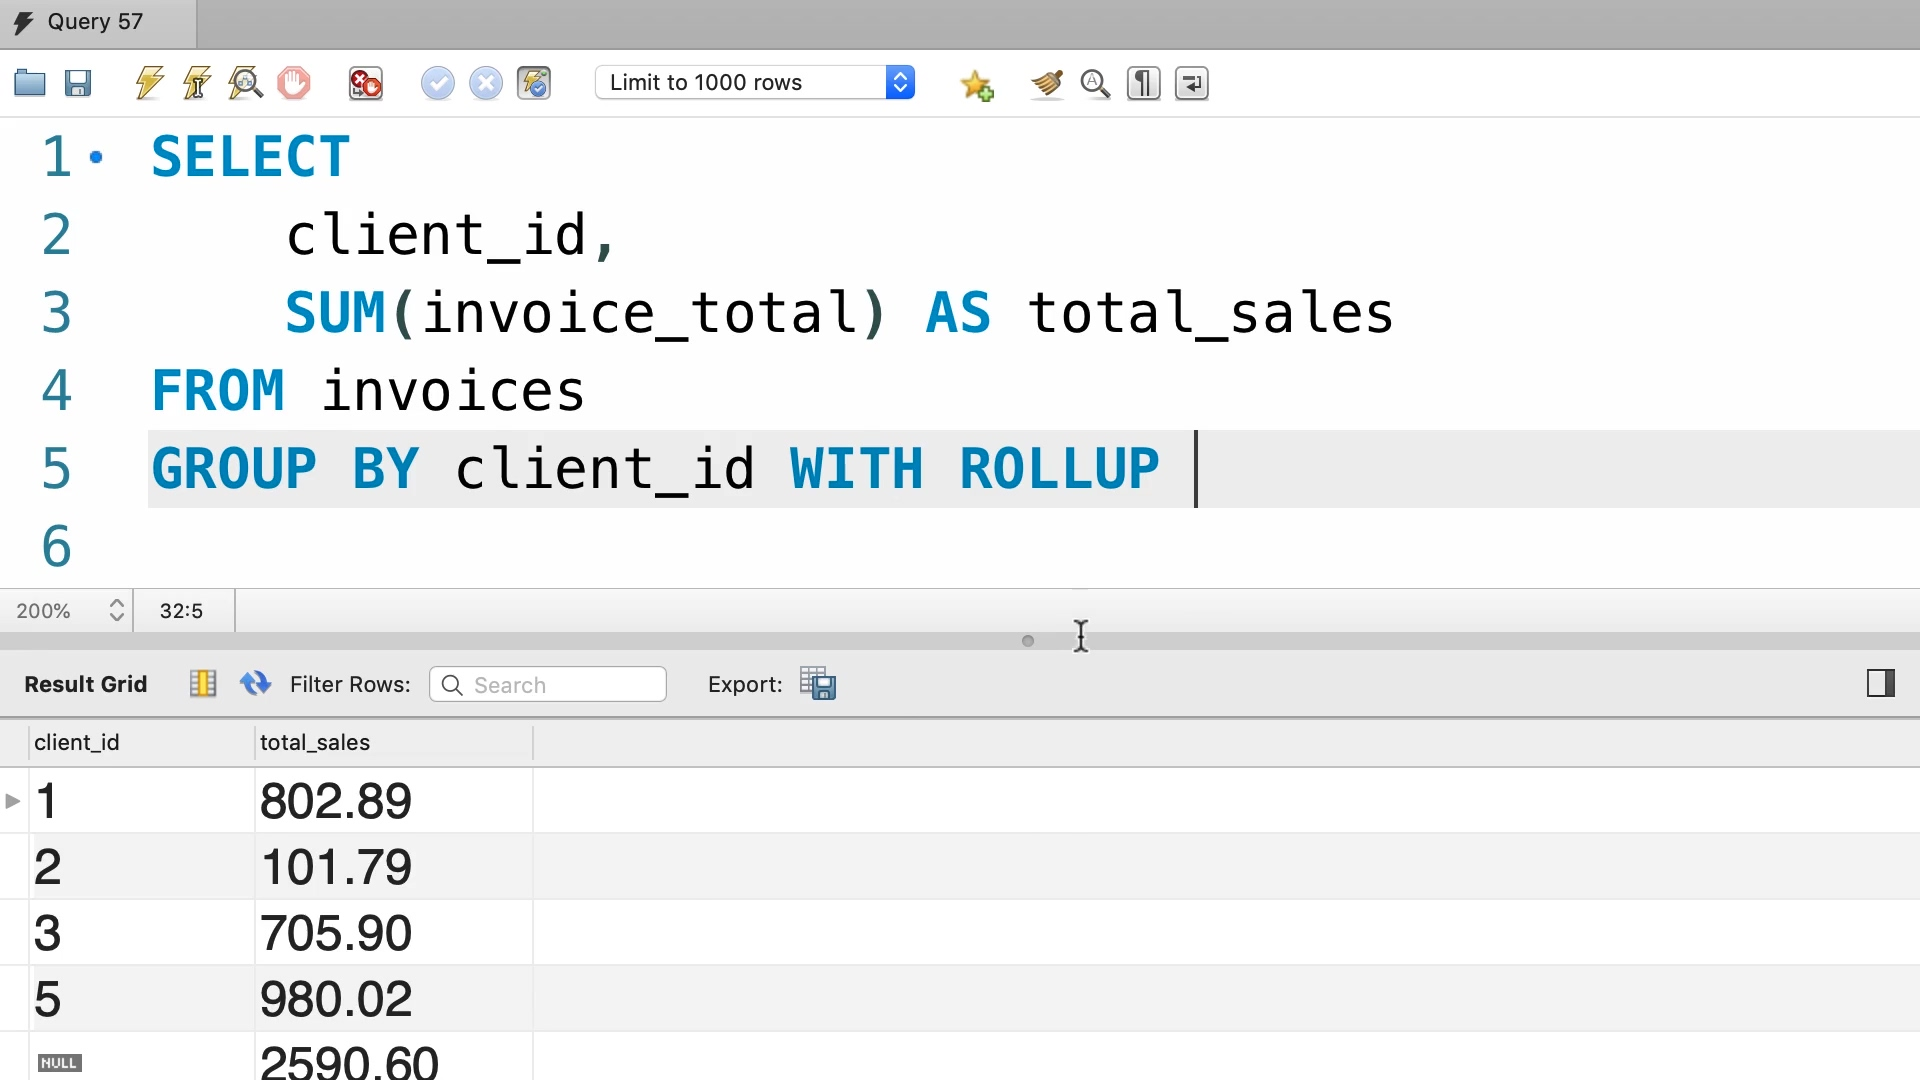 Query 57
Limit to 1000 rows
1 SELECT
2 client_id,
3 SUM(invoice_total) AS total_sales
4 FROM invoices
5 GROUP BY client_id WITH ROLLUP
6
200% 32:5
Result Grid Filter Rows: Search Export:
client_id total_sales
1 802.89
2 101.79
3 705.90
5 980.02
NULL 2590.60